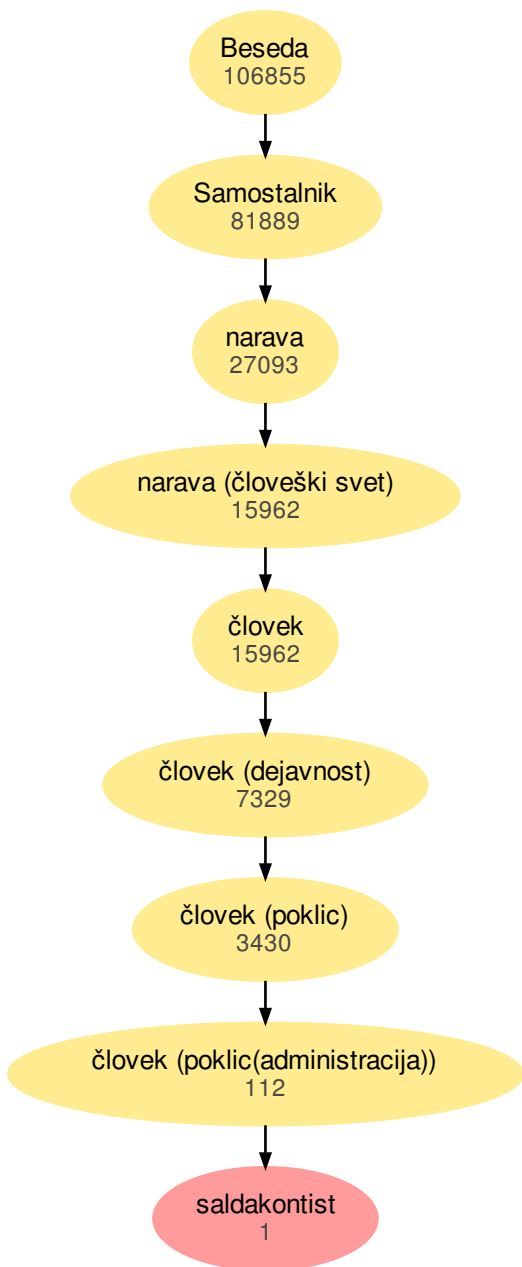 Beseda
106855
Samostalnik
81889
narava
27093
narava (človeški svet)
15962
človek
15962
človek (dejavnost)
7329
človek (poklic)
3430
človek (poklic(administracija))
112
saldakontist
1